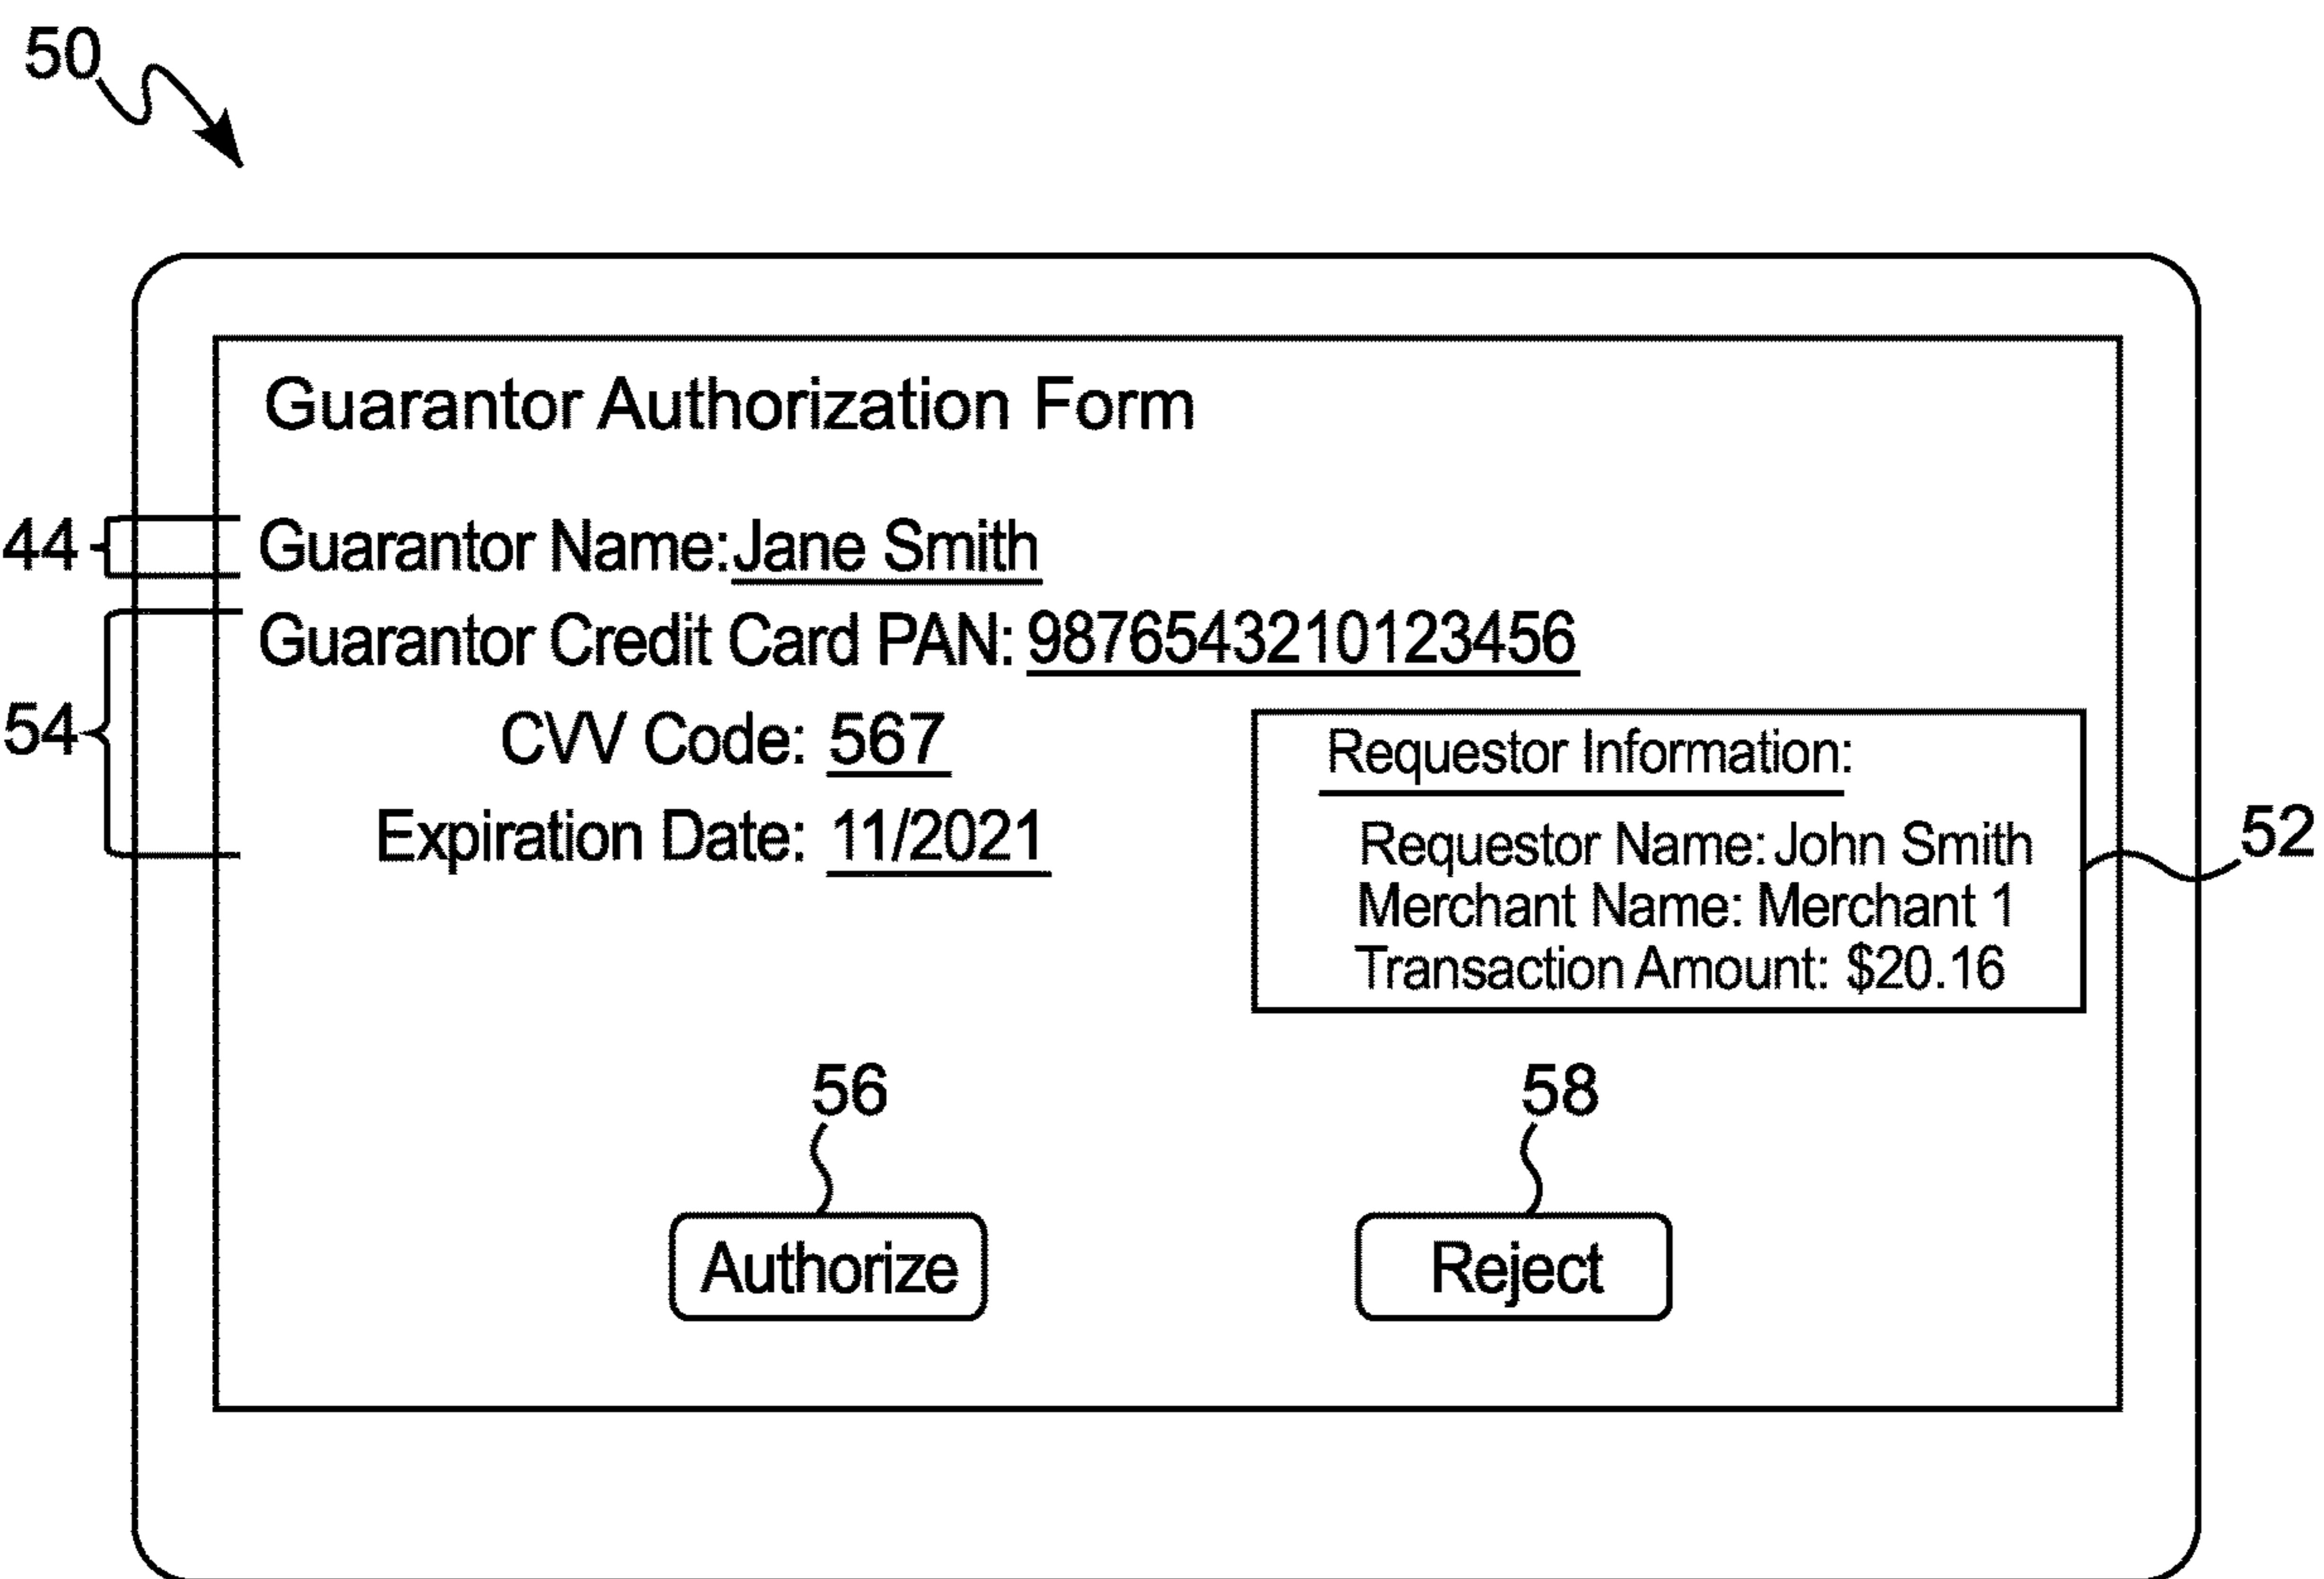 50
Guarantor Authorization Form
44
Guarantor Name: Jane Smith
Guarantor Credit Card PAN: 9876543210123456
54
CVV Code: 567
Expiration Date: 11/2021
Requestor Information:
Requestor Name: John Smith
Merchant Name: Merchant 1
Transaction Amount: $20.16
52
56
58
Authorize
Reject